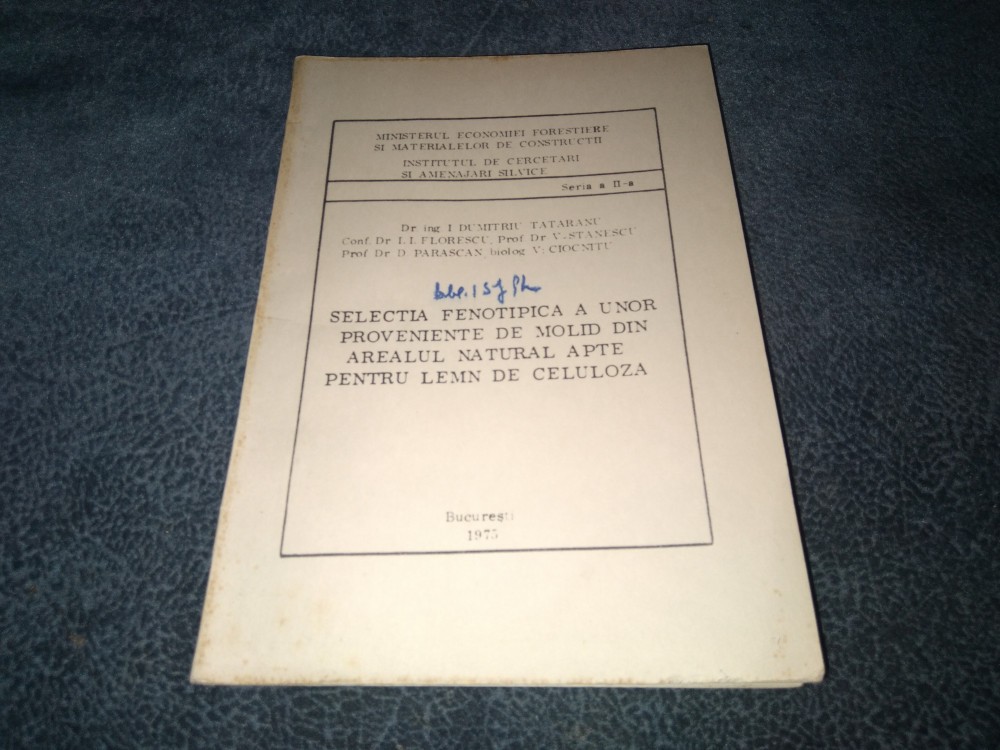 MINISTERUL ECONOMIEI FORESTIERE
SI MATERIALELOR DE CONSTRUCTII
INSTITUTUL DE CERCETARI
SI AMENAJARI SILVICE
Seria a II-a
Dr ing I DUMITRIU TATARANU
Conf. Dr I. I. FLORESCU, Prof Dr V. STANESCU
Prof Dr. D. PARASCAN, biolog V. CIOCNITU
SELECTIA FENOTIPICA A UNOR
PROVENIENTE DE MOLID DIN
AREALUL NATURAL APTE
PENTRU LEMN DE CELULOZA
Bucureşti
1975